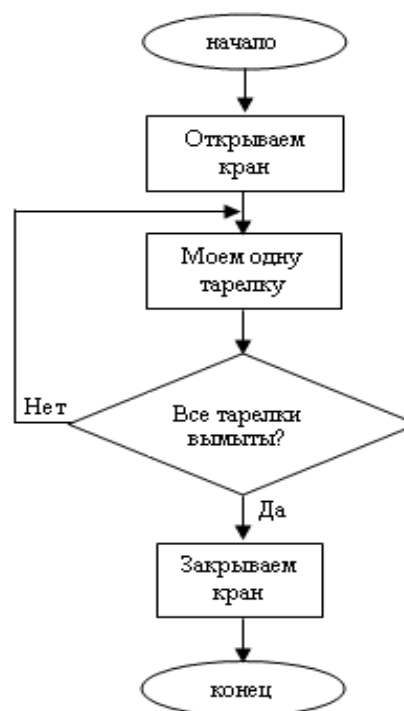 начало
Открываем
кран
Моем одну
тарелку
Нет
Все тарелки
вымыты?
Да
Закрываем
кран
конец